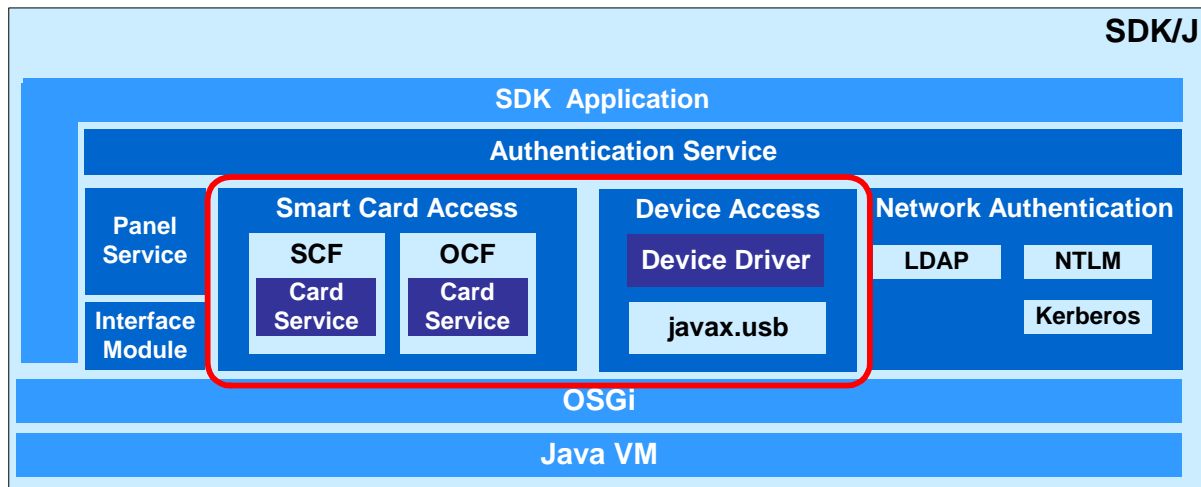 SDK/J
SDK Application
Authentication Service
Panel
Service
Interface
Module
Smart Card Access
SCF
Card
Service
OCF
Card
Service
Device Access
Device Driver
javax.usb
Network Authentication
LDAP
NTLM
Kerberos
OSGi
Java VM